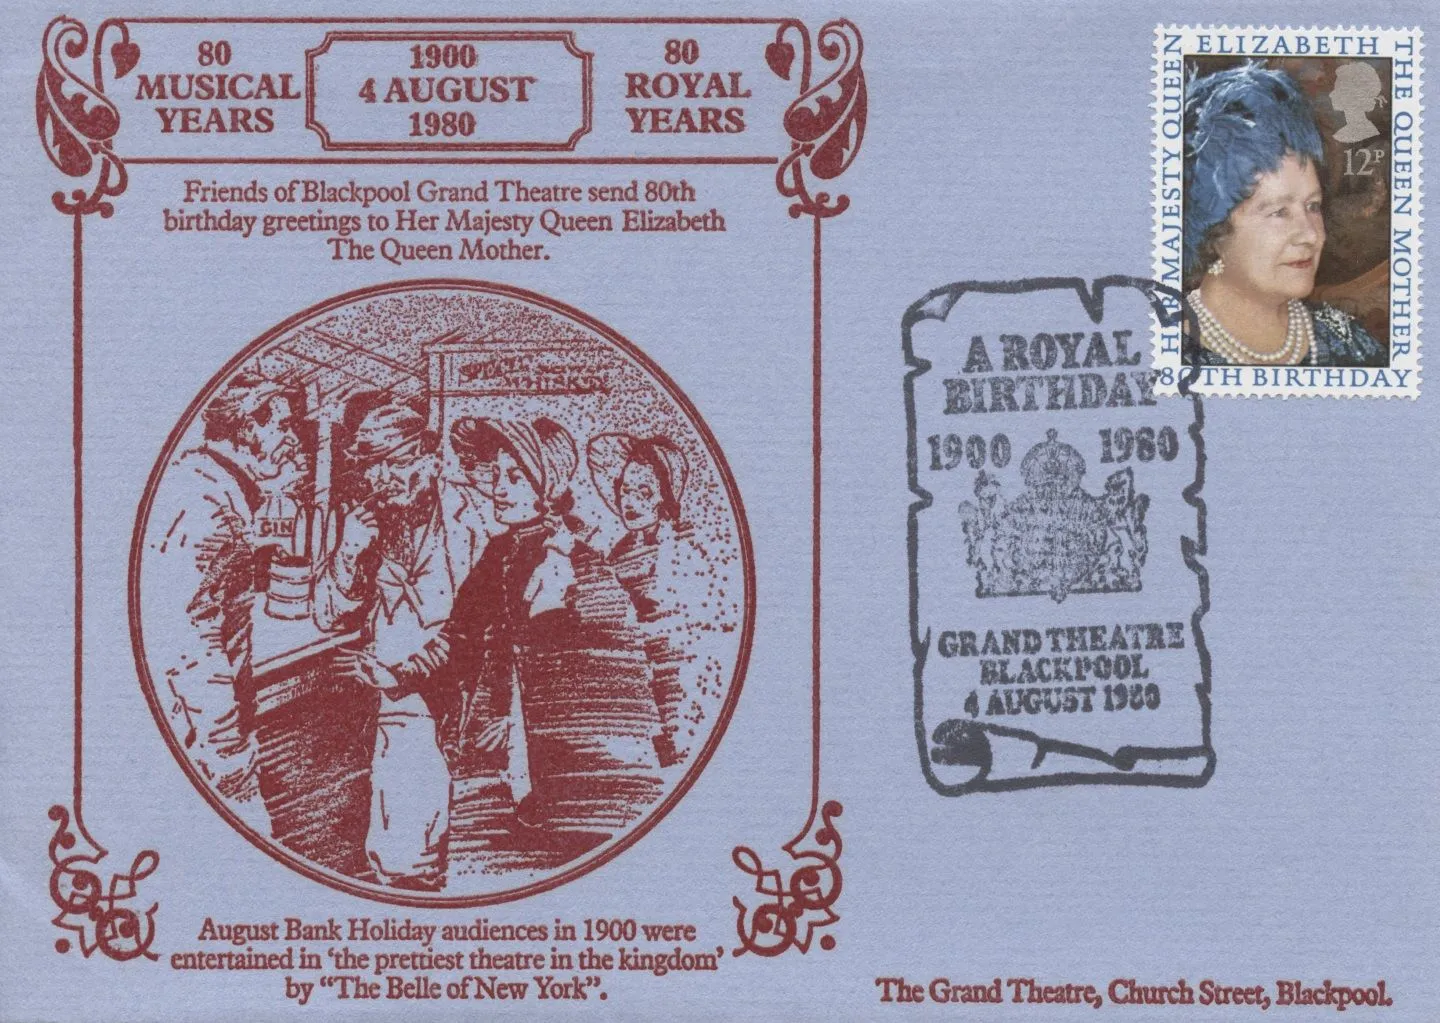 80
MUSICAL
YEARS
1900
4 AUGUST
1980
80
ROYAL
YEARS
Friends of Blackpool Grand Theatre send 80th
birthday greetings to Her Majesty Queen Elizabeth
The Queen Mother.
WHISKEY
GIN
August Bank Holiday audiences in 1900 were
entertained in ‘the prettiest theatre in the kingdom’
by “The Belle of New York”.
HER MAJESTY QUEEN
ELIZABETH
THE QUEEN MOTHER
80TH BIRTHDAY
12P
A ROYAL
BIRTHDAY
1900 1980
GRAND THEATRE
BLACKPOOL
4 AUGUST 1980
The Grand Theatre, Church Street, Blackpool.